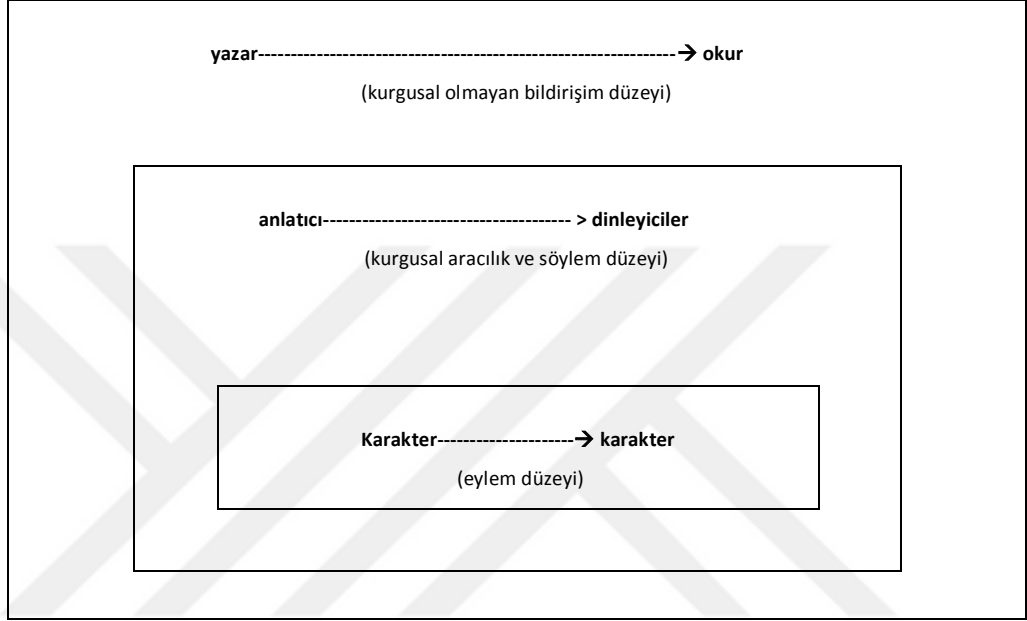 yazar----------------------------------------------------------------→ okur
(kurgusal olmayan bildirişim düzeyi)
anlatıcı-------------------------------------- > dinleyiciler
(kurgusal aracılık ve söylem düzeyi)
Karakter---------------------→ karakter
(eylem düzeyi)